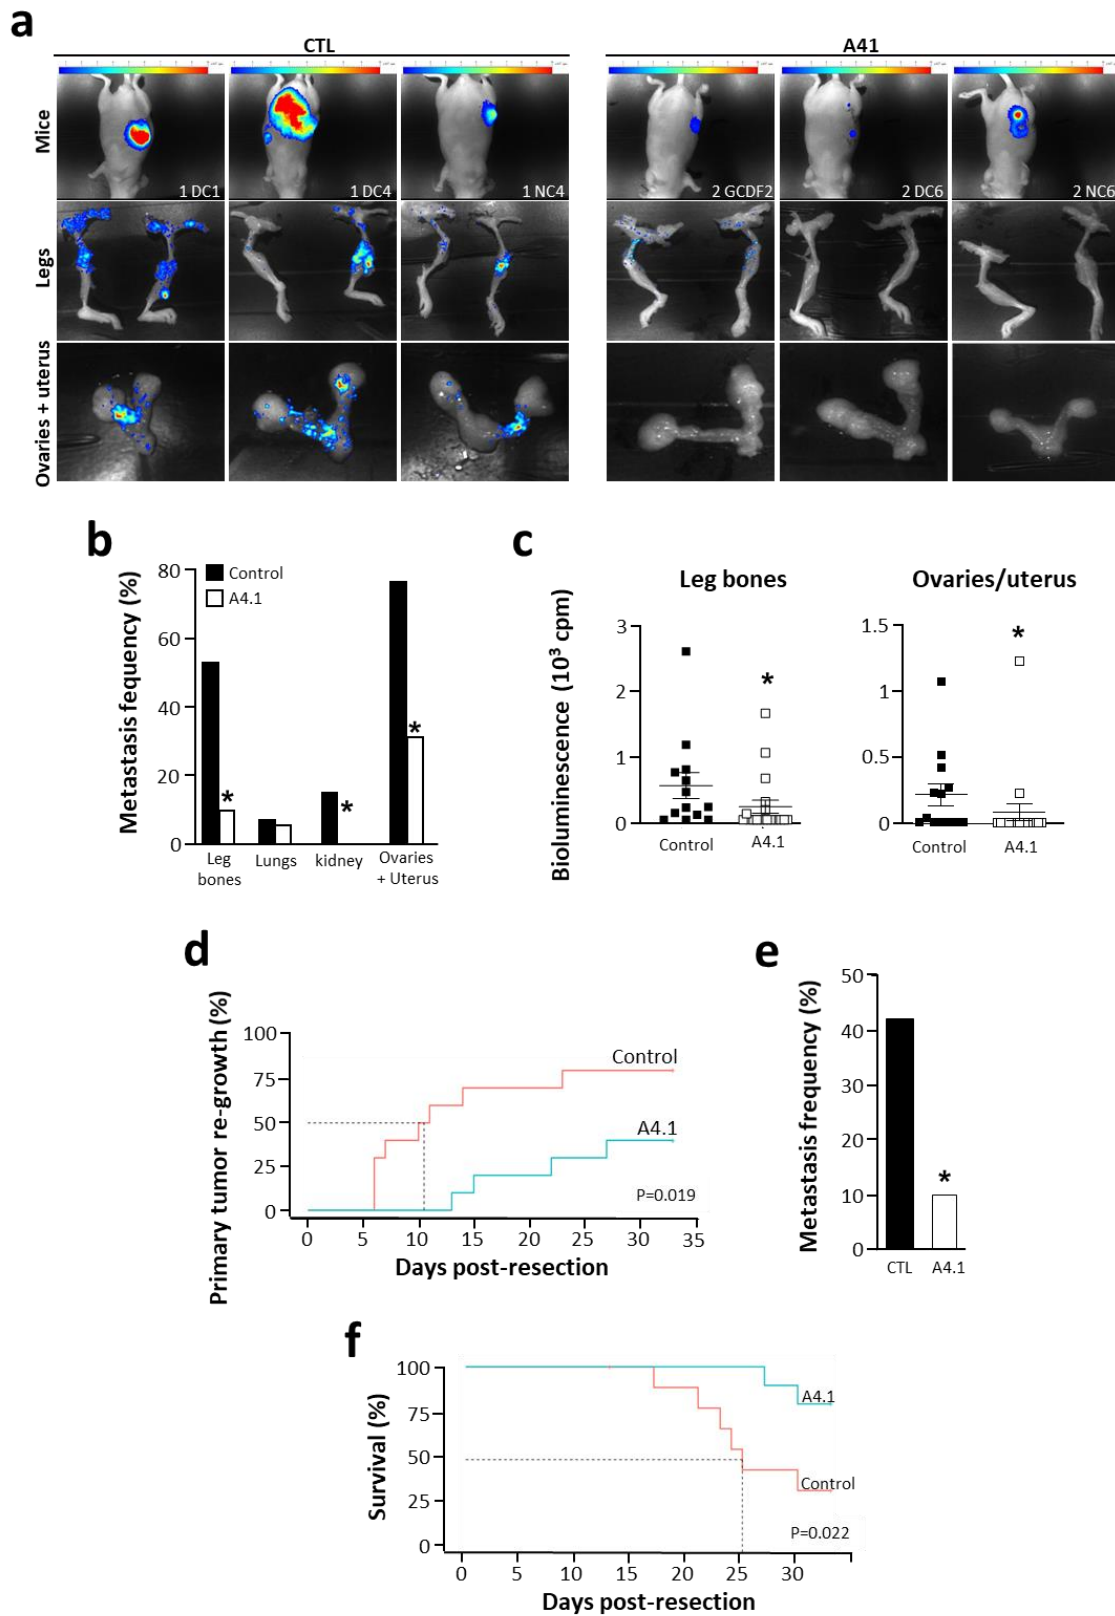 a
CTL
A41
Mice
1 DC1
1 DC4
1 NC4
2 GCDF2
2 DC6
2 NC6
Legs
Ovaries + uterus
b
Metastasis fequency (%)
80
60
40
20
0
Control
A4.1
*
*
*
Leg
bones
Lungs
kidney
Ovaries
+ Uterus
c
Bioluminescence (10³ cpm)
Leg bones
3
2
1
0
*
Control
A4.1
Ovaries/uterus
1.5
1
0.5
0
*
Control
A4.1
d
Primary tumor re-growth (%)
100
75
50
25
0
Control
A4.1
P=0.019
0 5 10 15 20 25 30 35
Days post-resection
e
Metastasis frequency (%)
50
40
30
20
10
0
*
CTL
A4.1
f
Survival (%)
100
75
50
25
0
A4.1
Control
P=0.022
0 5 10 15 20 25 30
Days post-resection